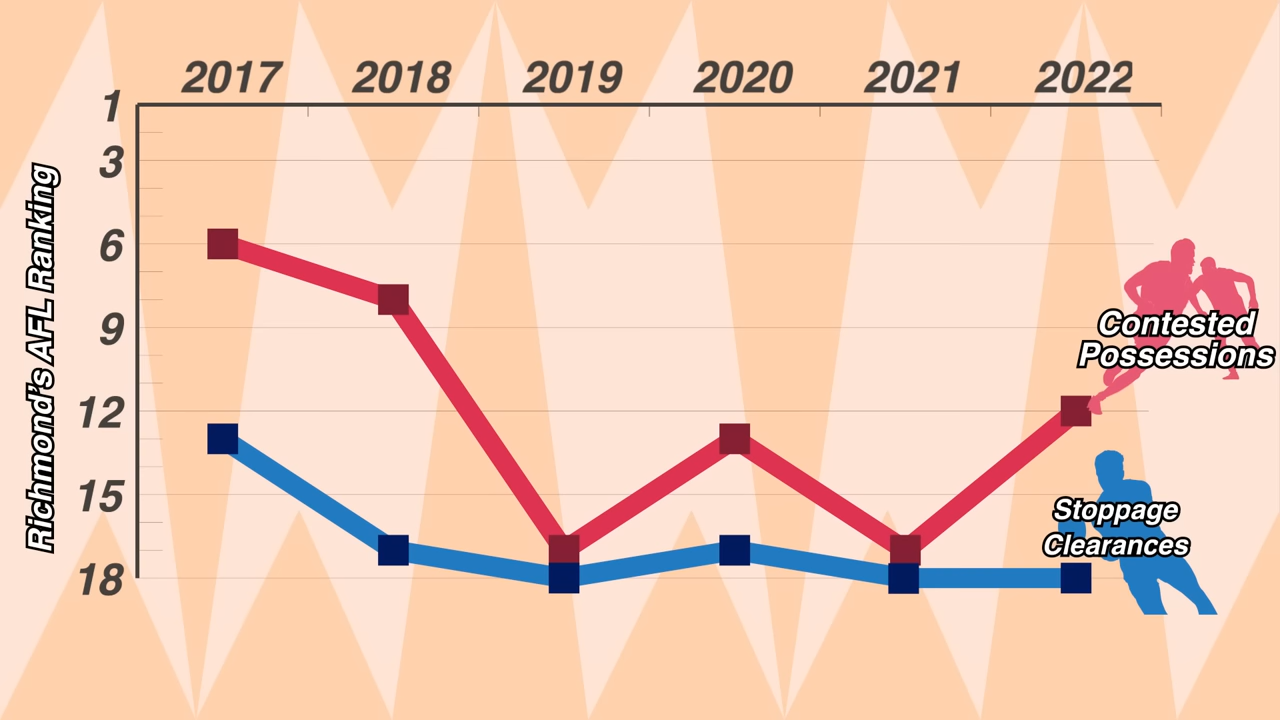 2017 2018 2019 2020 2021 2022
1
3
6
9
12
15
18
Richmond's AFL Ranking
Contested
Possessions
Stoppage
Clearances